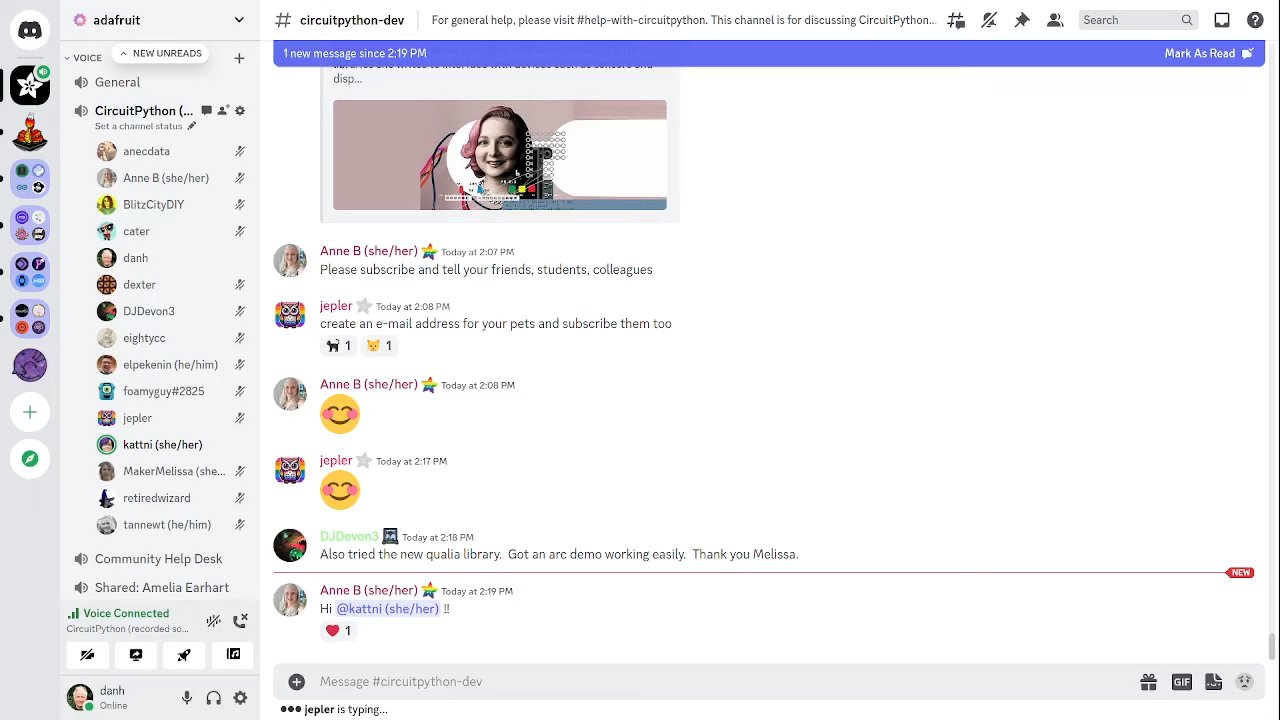 adafruit
circuitpython-dev
For general help, please visit #help-with-circuitpython. This channel is for discussing CircuitPython...
Search
NEW UNREADS
1 new message since 2:19 PM
Mark As Read
VOICE
General
CircuitPython (...
Set a channel status
anecdata
Anne B (she/her)
BlitzCityDIY
cater
danh
dexter
DJDevon3
eightycc
elpekenin (he/him)
foamyguy#2825
jepler
kattni (she/her)
MakerMelissa (she...
retiredwizard
tannewt (he/him)
Community Help Desk
Shared: Amelia Earhart
Voice Connected
CircuitPython (recorded so...
danh
Online
disp...
Anne B (she/her) Today at 2:07 PM
Please subscribe and tell your friends, students, colleagues
jepler Today at 2:08 PM
create an e-mail address for your pets and subscribe them too
1 1
Anne B (she/her) Today at 2:08 PM
jepler Today at 2:17 PM
DJDevon3 Today at 2:18 PM
Also tried the new qualia library. Got an arc demo working easily. Thank you Melissa.
NEW
Anne B (she/her) Today at 2:19 PM
Hi @kattni (she/her) !!
1
Message #circuitpython-dev
GIF
jepler is typing...